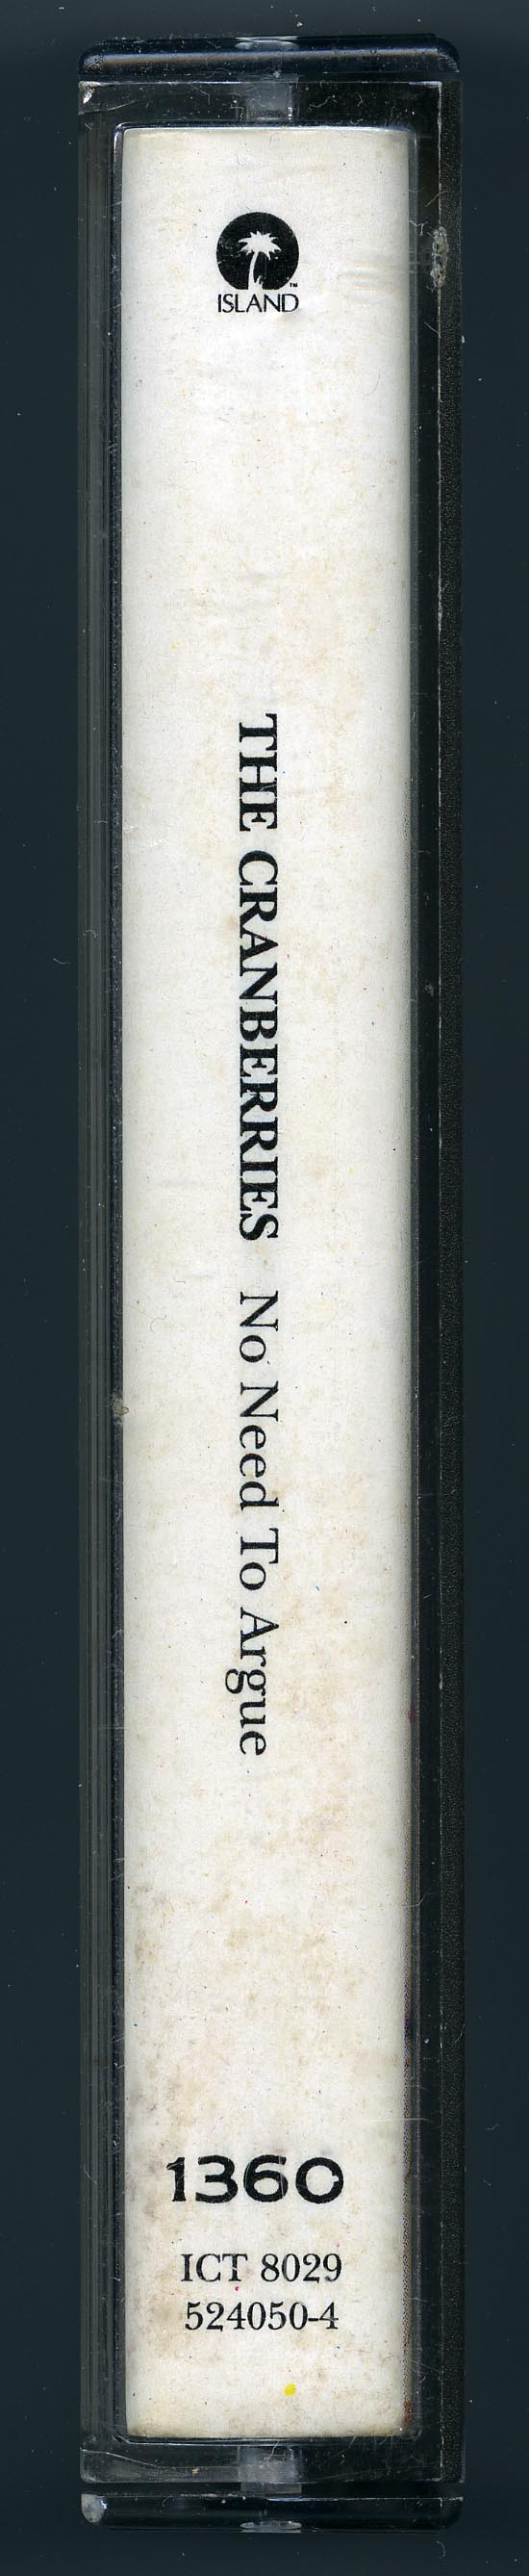 ISLAND
THE CRANBERRIES No Need To Argue
1360
ICT 8029
524050-4